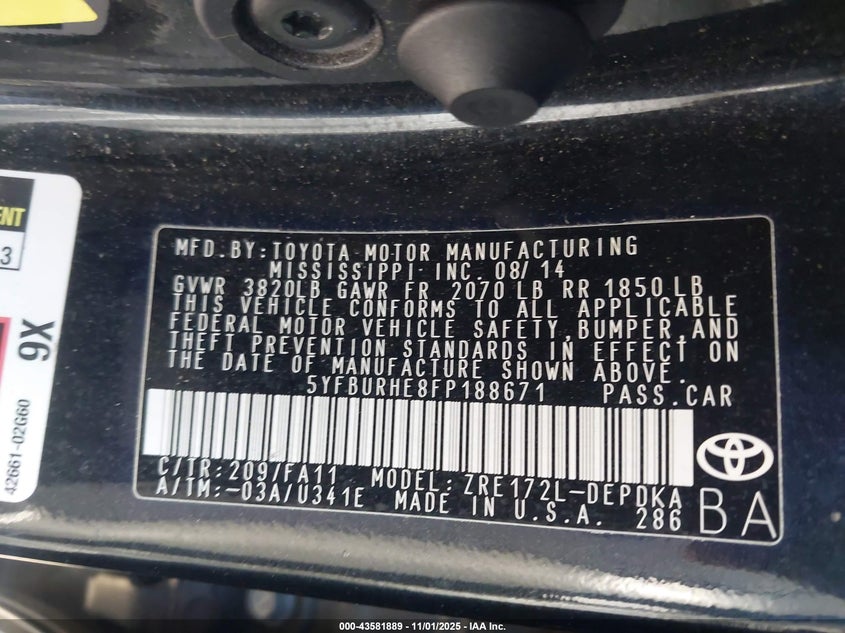 MFD.BY:TOYOTA MOTOR MANUFACTURING
MISSISSIPPI INC. 08/14
GVWR 3820LB GAWR FR 2070 LB RR 1850 LB
THIS VEHICLE CONFORMS TO ALL APPLICABLE
FEDERAL MOTOR VEHICLE SAFETY, BUMPER, AND
THEFT PREVENTION STANDARDS IN EFFECT ON
THE DATE OF MANUFACTURE SHOWN ABOVE.
5YFBURHE8FP188671 PASS.CAR
C/TR:209/FA11 MODEL:ZRE172L-DEPDKA
A/TM:-03A/U341E MADE IN U.S.A. 286
BA
3
9X
42661-02G60
000-43581889 - 11/01/2025 - IAA Inc.